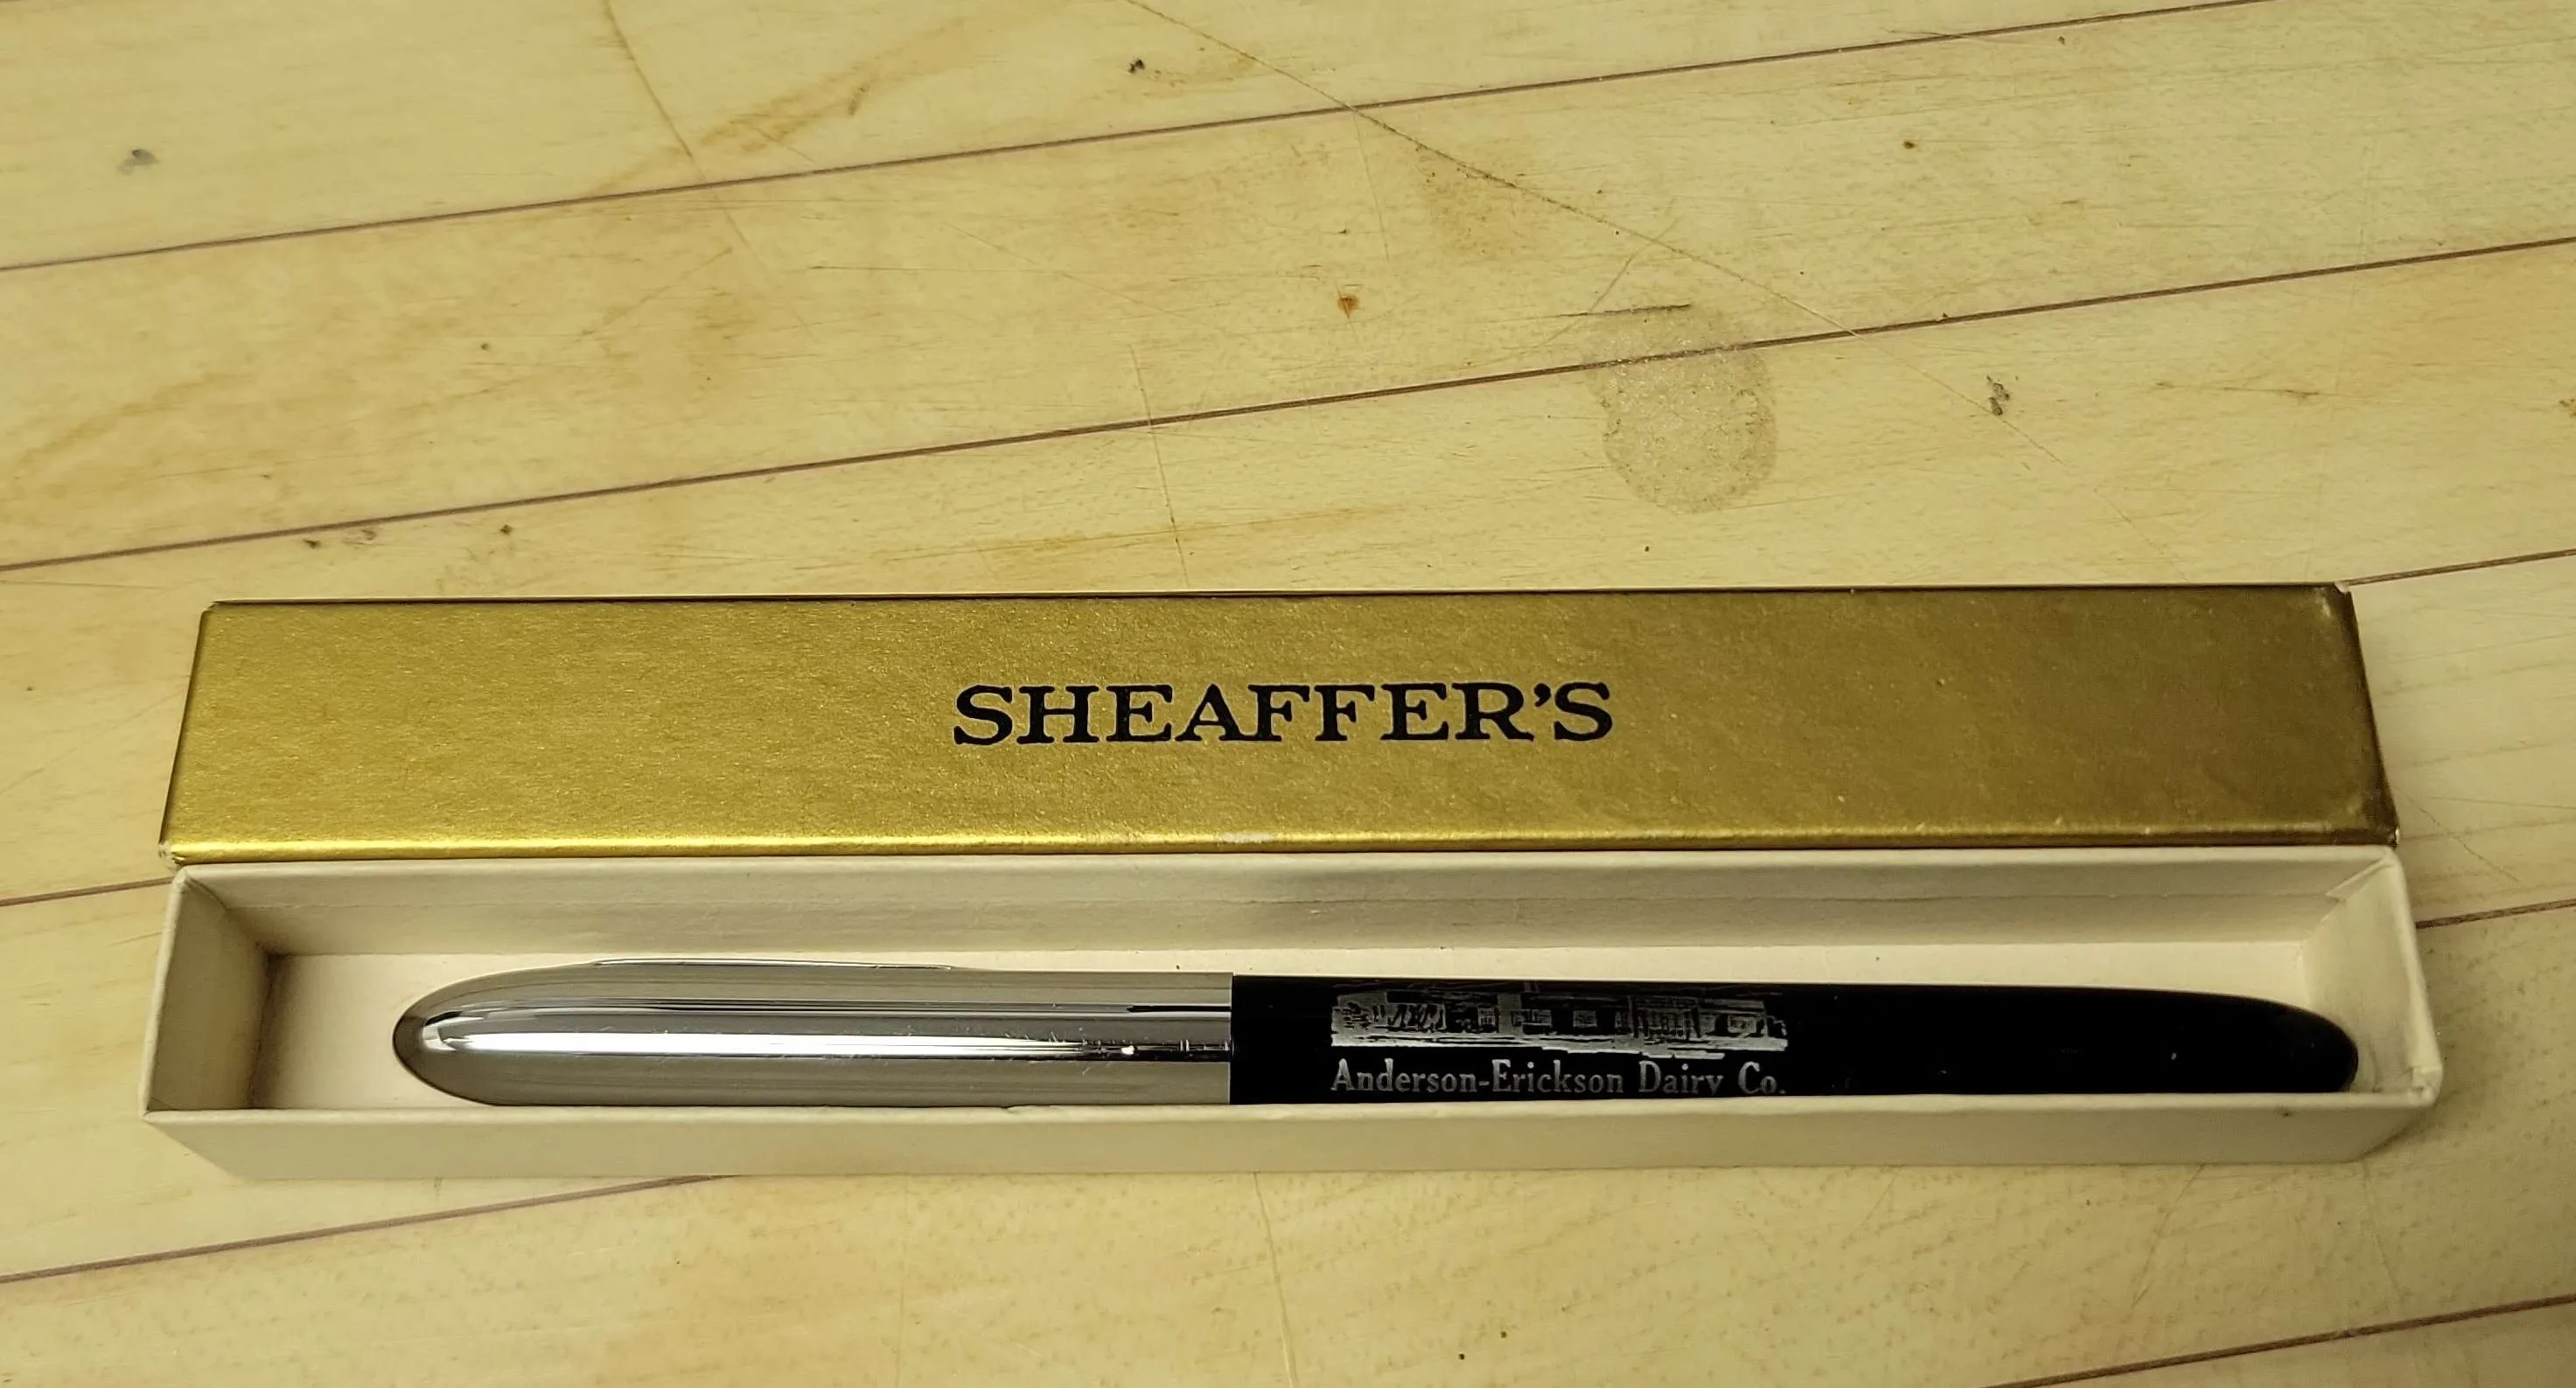 SHEAFFER'S
Anderson-Erickson Dairy Co.